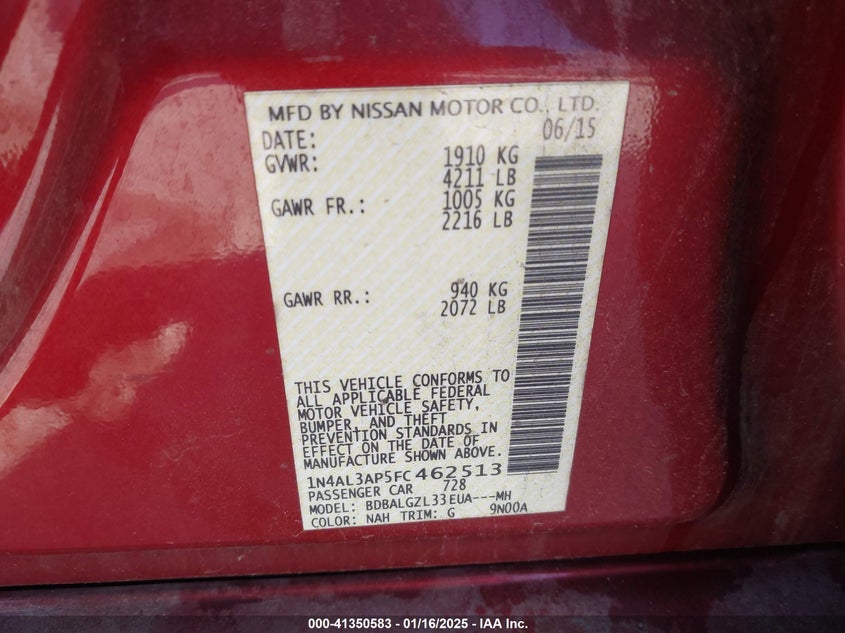 MFD BY NISSAN MOTOR CO., LTD.
DATE: 06/15
GVWR: 1910 KG
4211 LB
GAWR FR.: 1005 KG
2216 LB
GAWR RR.: 940 KG
2072 LB
THIS VEHICLE CONFORMS TO
ALL APPLICABLE FEDERAL
MOTOR VEHICLE SAFETY,
BUMPER, AND THEFT
PREVENTION STANDARDS IN
EFFECT ON THE DATE OF
MANUFACTURE SHOWN ABOVE.
1N4AL3AP5FC462513
PASSENGER CAR 728
MODEL: BDBALGZL33EUA---MH
COLOR: NAH TRIM: G 9N00A
000-41350583 - 01/16/2025 - IAA Inc.